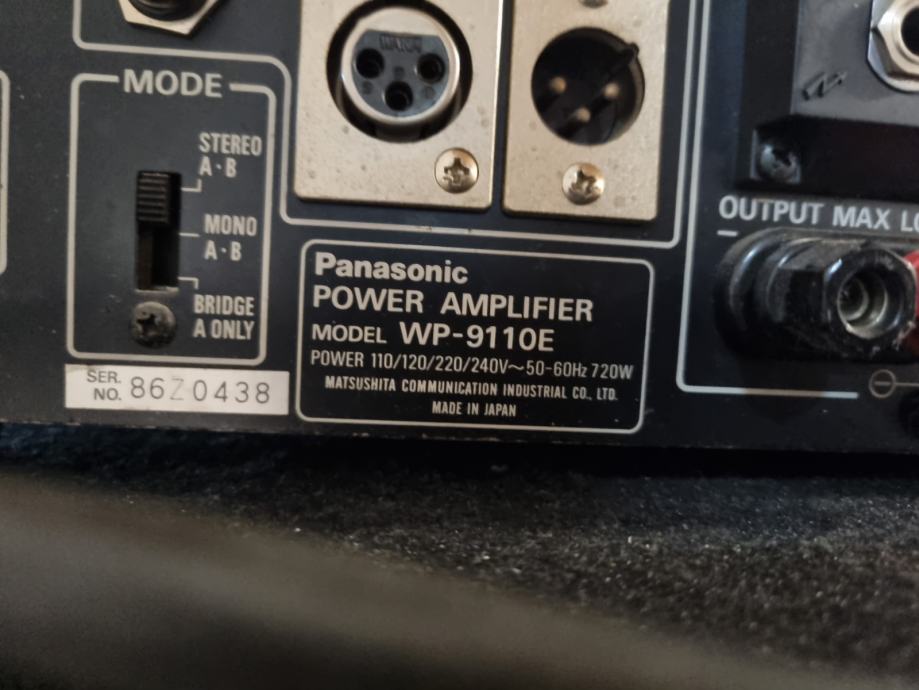 MODE
STEREO
A·B
MONO
A·B
BRIDGE
A ONLY
SER.
NO. 86Z0438
Panasonic
POWER AMPLIFIER
MODEL WP-9110E
POWER 110/120/220/240V～50-60Hz 720W
MATSUSHITA COMMUNICATION INDUSTRIAL CO., LTD.
MADE IN JAPAN
OUTPUT MAX